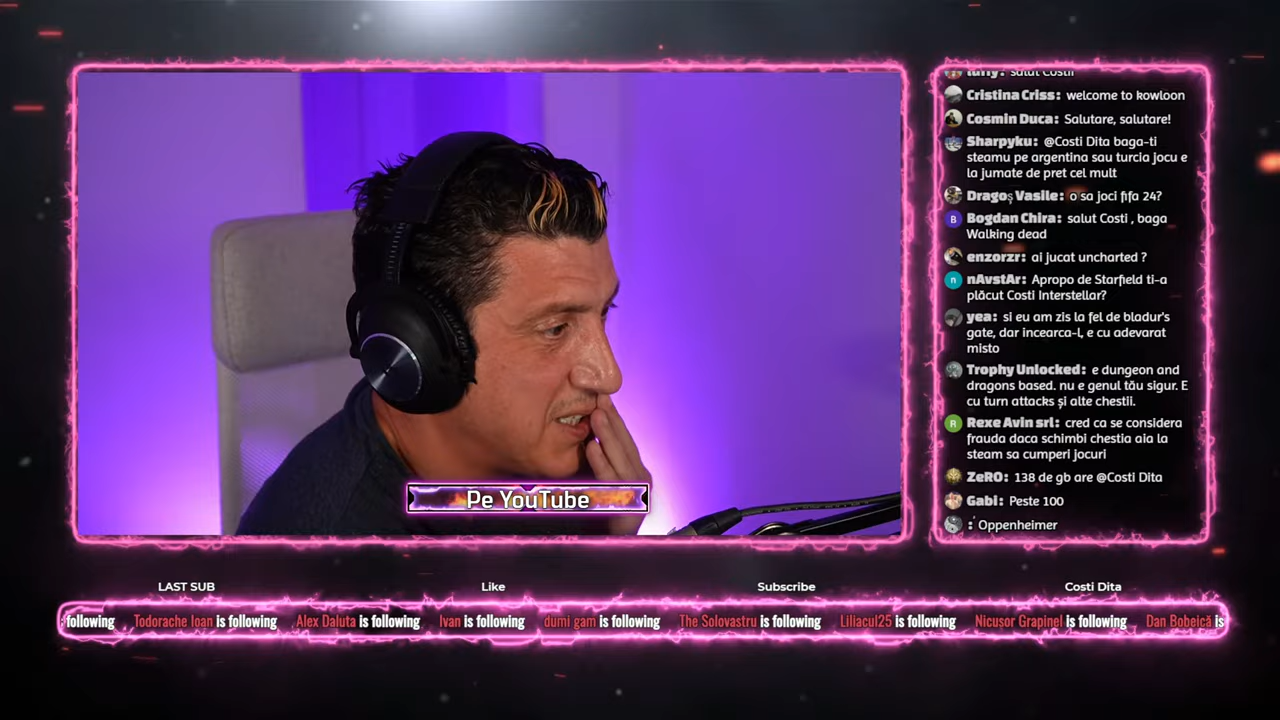 luffy: salut Costii
Cristina Criss: welcome to kowloon
Cosmin Duca: Salutare, salutare!
Sharpyku: @Costi Dita baga-ti
steamu pe argentina sau turcia jocu e
la jumate de pret cel mult
Dragoș Vasile: o sa joci fifa 24?
B
Bogdan Chira: salut Costi , baga
Walking dead
enzorzr: ai jucat uncharted ?
n
nAvstAr: Apropo de Starfield ti-a
plăcut Costi Interstellar?
yea: si eu am zis la fel de bladur's
gate, dar incearca-l, e cu adevarat
misto
Trophy Unlocked: e dungeon and
dragons based. nu e genul tău sigur. E
cu turn attacks și alte chestii.
R
Rexe Avin srl: cred ca se considera
frauda daca schimbi chestia aia la
steam sa cumperi jocuri
ZeRO: 138 de gb are @Costi Dita
Gabi: Peste 100
: Oppenheimer
Pe YouTube
LAST SUB
Like
Subscribe
Costi Dita
following Todorache Ioan is following Alex Daluta is following Ivan is following dumi gam is following The Solovastru is following Liliacul25 is following Nicușor Grapinel is following Dan Bobeică is